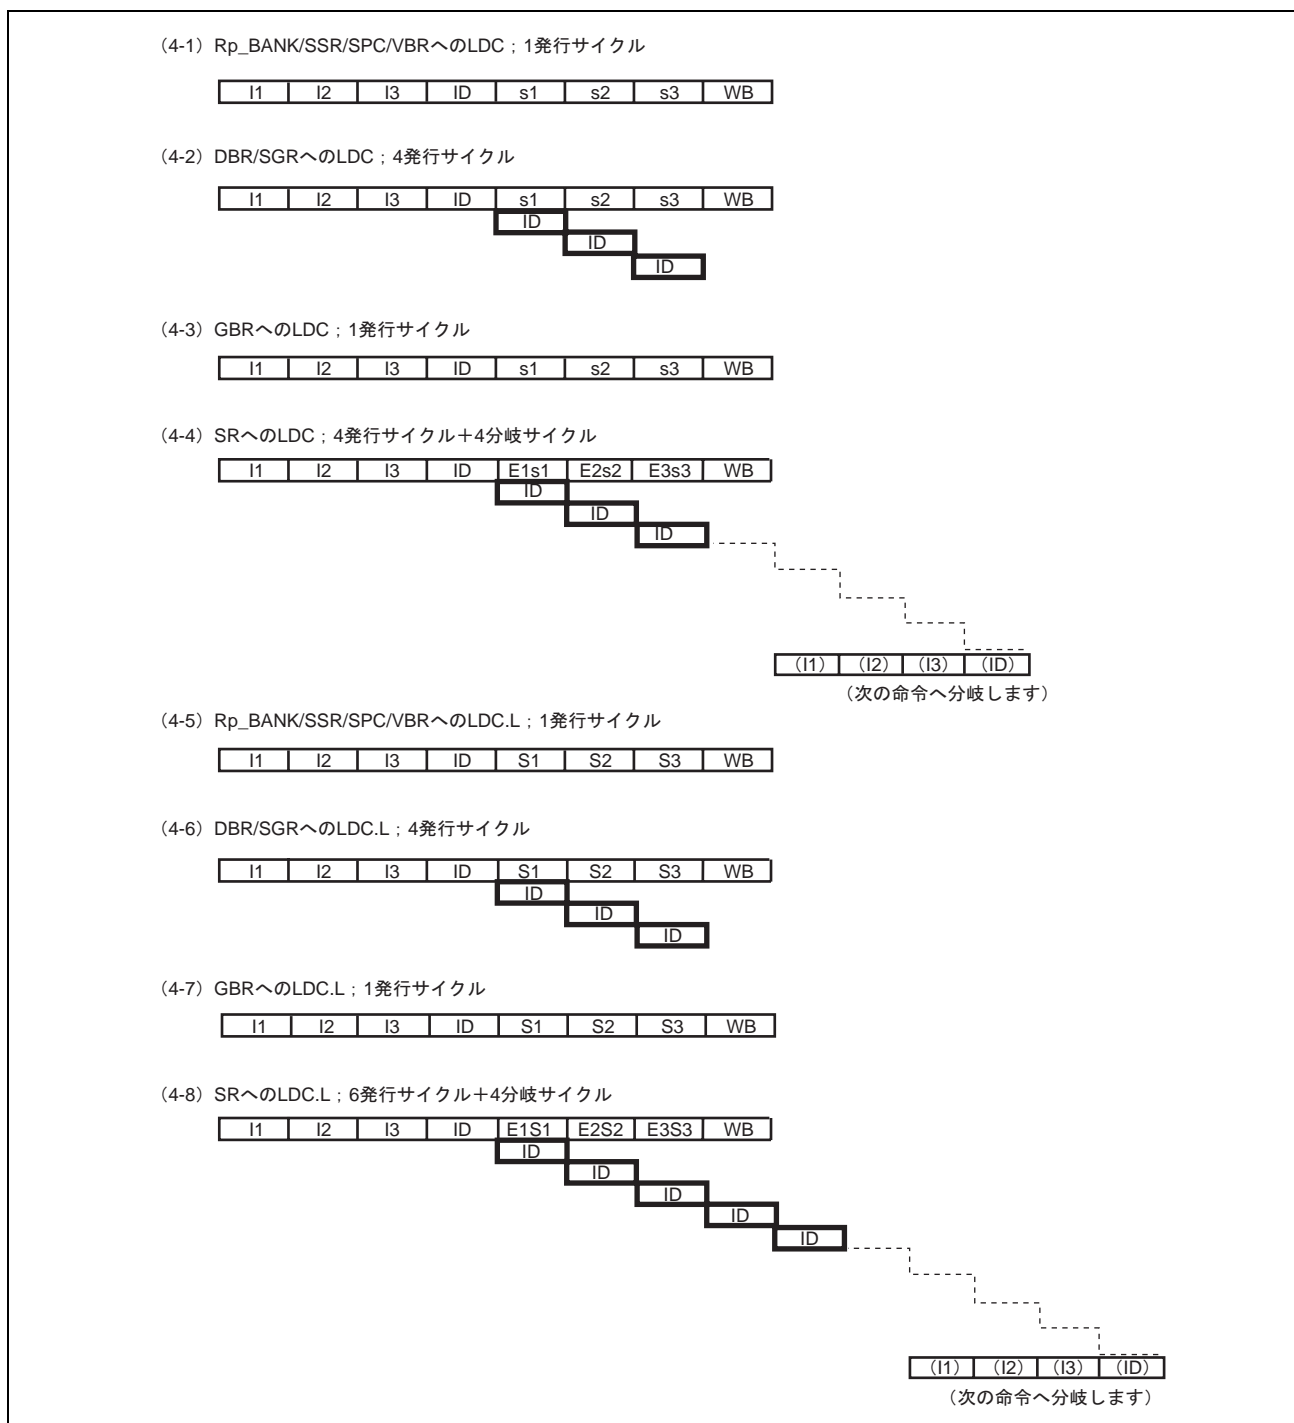 （4-1）Rp_BANK/SSR/SPC/VBRへのLDC；1発行サイクル
I1 I2 I3 ID s1 s2 s3 WB
（4-2）DBR/SGRへのLDC；4発行サイクル
I1 I2 I3 ID s1 s2 s3 WB
ID
ID
ID
（4-3）GBRへのLDC；1発行サイクル
I1 I2 I3 ID s1 s2 s3 WB
（4-4）SRへのLDC；4発行サイクル＋4分岐サイクル
I1 I2 I3 ID E1s1 E2s2 E3s3 WB
ID
ID
ID
（I1） （I2） （I3） （ID）
（次の命令へ分岐します）
（4-5）Rp_BANK/SSR/SPC/VBRへのLDC.L；1発行サイクル
I1 I2 I3 ID S1 S2 S3 WB
（4-6）DBR/SGRへのLDC.L；4発行サイクル
I1 I2 I3 ID S1 S2 S3 WB
ID
ID
ID
（4-7）GBRへのLDC.L；1発行サイクル
I1 I2 I3 ID S1 S2 S3 WB
（4-8）SRへのLDC.L；6発行サイクル＋4分岐サイクル
I1 I2 I3 ID E1S1 E2S2 E3S3 WB
ID
ID
ID
ID
ID
（I1） （I2） （I3） （ID）
（次の命令へ分岐します）